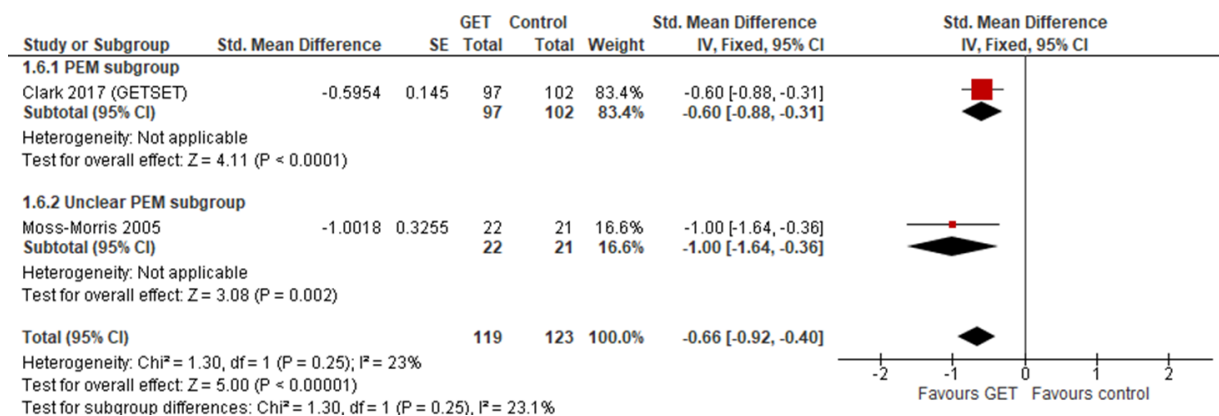 GET Control Std. Mean Difference Std. Mean Difference
Study or Subgroup Std. Mean Difference SE Total Total Weight IV, Fixed, 95% CI IV, Fixed, 95% CI
1.6.1 PEM subgroup
Clark 2017 (GETSET) -0.5954 0.145 97 102 83.4% -0.60 [-0.88, -0.31]
Subtotal (95% CI) 97 102 83.4% -0.60 [-0.88, -0.31]
Heterogeneity: Not applicable
Test for overall effect: Z = 4.11 (P < 0.0001)
1.6.2 Unclear PEM subgroup
Moss-Morris 2005 -1.0018 0.3255 22 21 16.6% -1.00 [-1.64, -0.36]
Subtotal (95% CI) 22 21 16.6% -1.00 [-1.64, -0.36]
Heterogeneity: Not applicable
Test for overall effect: Z = 3.08 (P = 0.002)
Total (95% CI) 119 123 100.0% -0.66 [-0.92, -0.40]
Heterogeneity: Chi² = 1.30, df = 1 (P = 0.25); I² = 23%
Test for overall effect: Z = 5.00 (P < 0.00001)
Test for subgroup differences: Chi² = 1.30, df = 1 (P = 0.25), I² = 23.1%
-2 -1 0 1 2
Favours GET Favours control